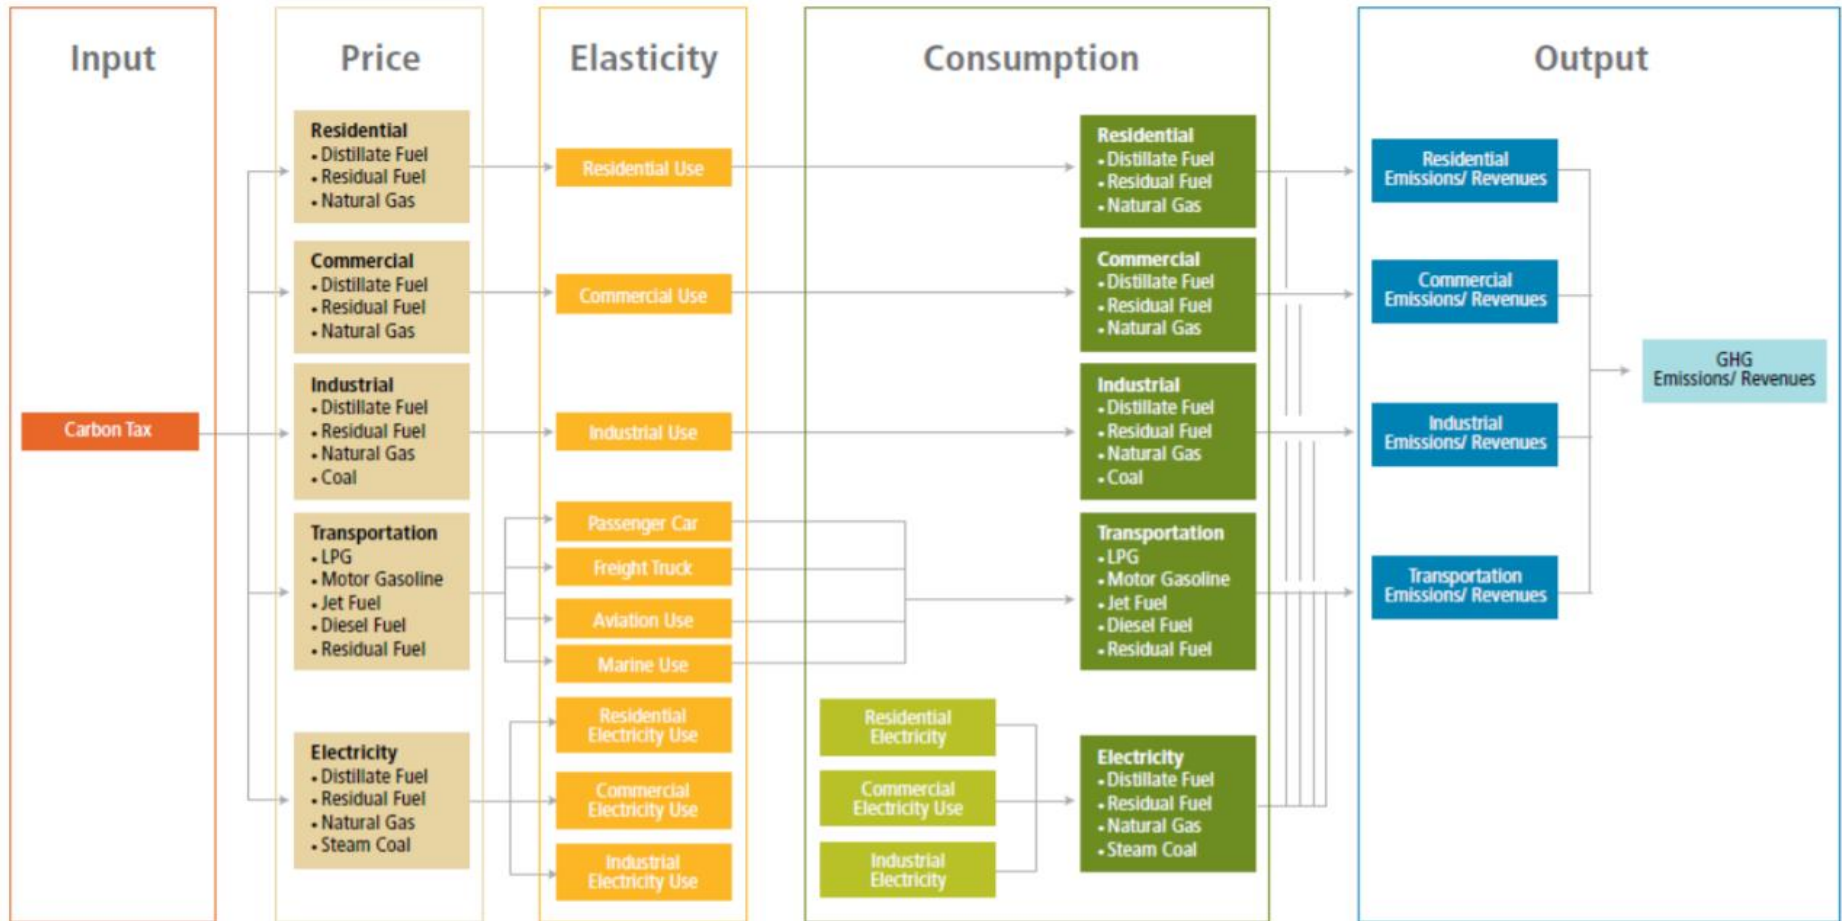 Input
Price
Elasticity
Consumption
Output
Carbon Tax
Residential
• Distillate Fuel
• Residual Fuel
• Natural Gas
Commercial
• Distillate Fuel
• Residual Fuel
• Natural Gas
Industrial
• Distillate Fuel
• Residual Fuel
• Natural Gas
• Coal
Transportation
• LPG
• Motor Gasoline
• Jet Fuel
• Diesel Fuel
• Residual Fuel
Electricity
• Distillate Fuel
• Residual Fuel
• Natural Gas
• Steam Coal
Residential Use
Commercial Use
Industrial Use
Passenger Car
Freight Truck
Aviation Use
Marine Use
Residential
Electricity Use
Commercial
Electricity Use
Industrial
Electricity Use
Residential
Electricity
Commercial
Electricity Use
Industrial
Electricity
Residential
• Distillate Fuel
• Residual Fuel
• Natural Gas
Commercial
• Distillate Fuel
• Residual Fuel
• Natural Gas
Industrial
• Distillate Fuel
• Residual Fuel
• Natural Gas
• Coal
Transportation
• LPG
• Motor Gasoline
• Jet Fuel
• Diesel Fuel
• Residual Fuel
Electricity
• Distillate Fuel
• Residual Fuel
• Natural Gas
• Steam Coal
Residential
Emissions/ Revenues
Commercial
Emissions/ Revenues
Industrial
Emissions/ Revenues
Transportation
Emissions/ Revenues
GHG
Emissions/ Revenues